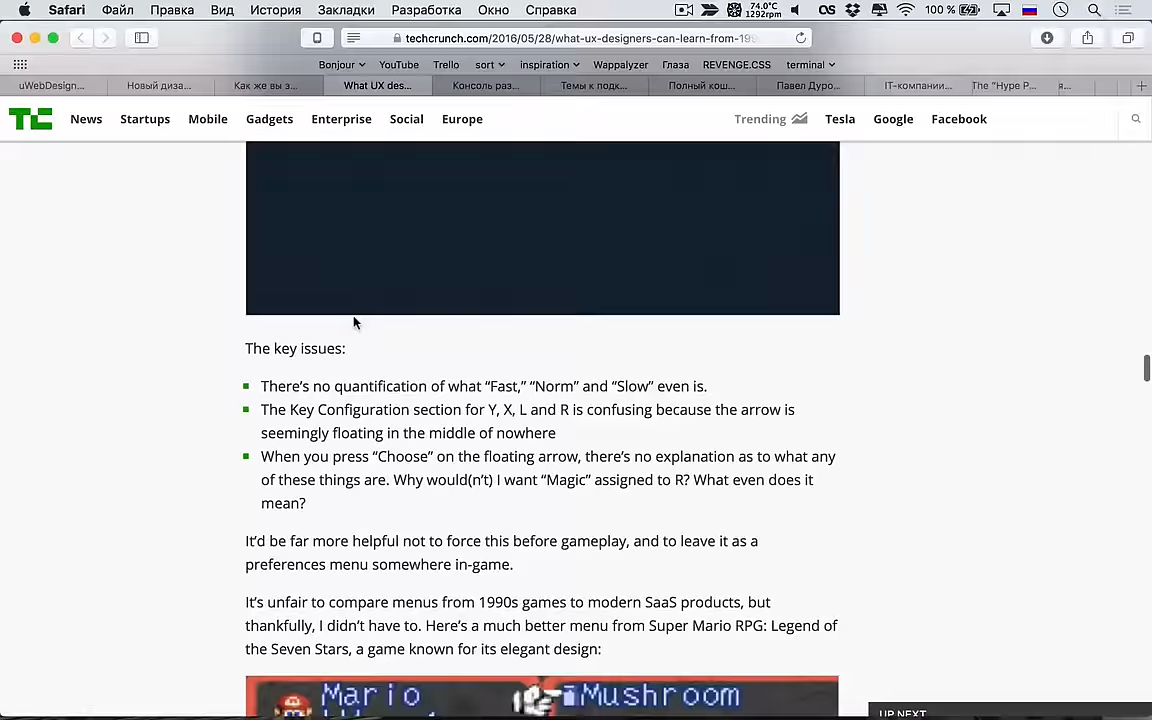 Safari Файл Правка Вид История Закладки Разработка Окно Справка 74.0°C 1292rpm OS 100 %
techcrunch.com/2016/05/28/what-ux-designers-can-learn-from-199
Bonjour YouTube Trello sort inspiration Wappalyzer Глаза REVENGE.CSS terminal
uWebDesign... Новый диза... Как же вы з... What UX des... Консоль раз... Темы к подк... Полный кош... Павел Дуро... IT-компании... The "Hype P... я...
TC News Startups Mobile Gadgets Enterprise Social Europe Trending Tesla Google Facebook
The key issues:
There's no quantification of what “Fast,” “Norm” and “Slow” even is.
The Key Configuration section for Y, X, L and R is confusing because the arrow is
seemingly floating in the middle of nowhere
When you press “Choose” on the floating arrow, there's no explanation as to what any
of these things are. Why would(n't) I want “Magic” assigned to R? What even does it
mean?
It'd be far more helpful not to force this before gameplay, and to leave it as a
preferences menu somewhere in-game.
It's unfair to compare menus from 1990s games to modern SaaS products, but
thankfully, I didn't have to. Here's a much better menu from Super Mario RPG: Legend of
the Seven Stars, a game known for its elegant design:
Mario Mushroom
UP NEXT